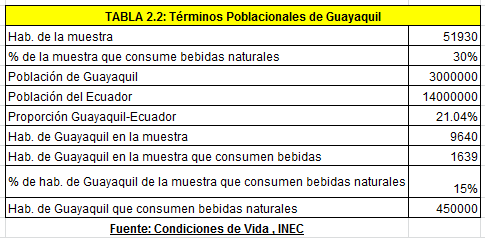 TABLA 2.2: Términos Poblacionales de Guayaquil
Hab. de la muestra 51930
% de la muestra que consume bebidas naturales 30%
Población de Guayaquil 3000000
Población del Ecuador 14000000
Proporción Guayaquil-Ecuador 21.04%
Hab. de Guayaquil en la muestra 9640
Hab. de Guayaquil en la muestra que consumen bebidas 1639
% de hab. de Guayaquil de la muestra que consumen bebidas naturales 15%
Hab. de Guayaquil que consumen bebidas naturales 450000
Fuente: Condiciones de Vida , INEC